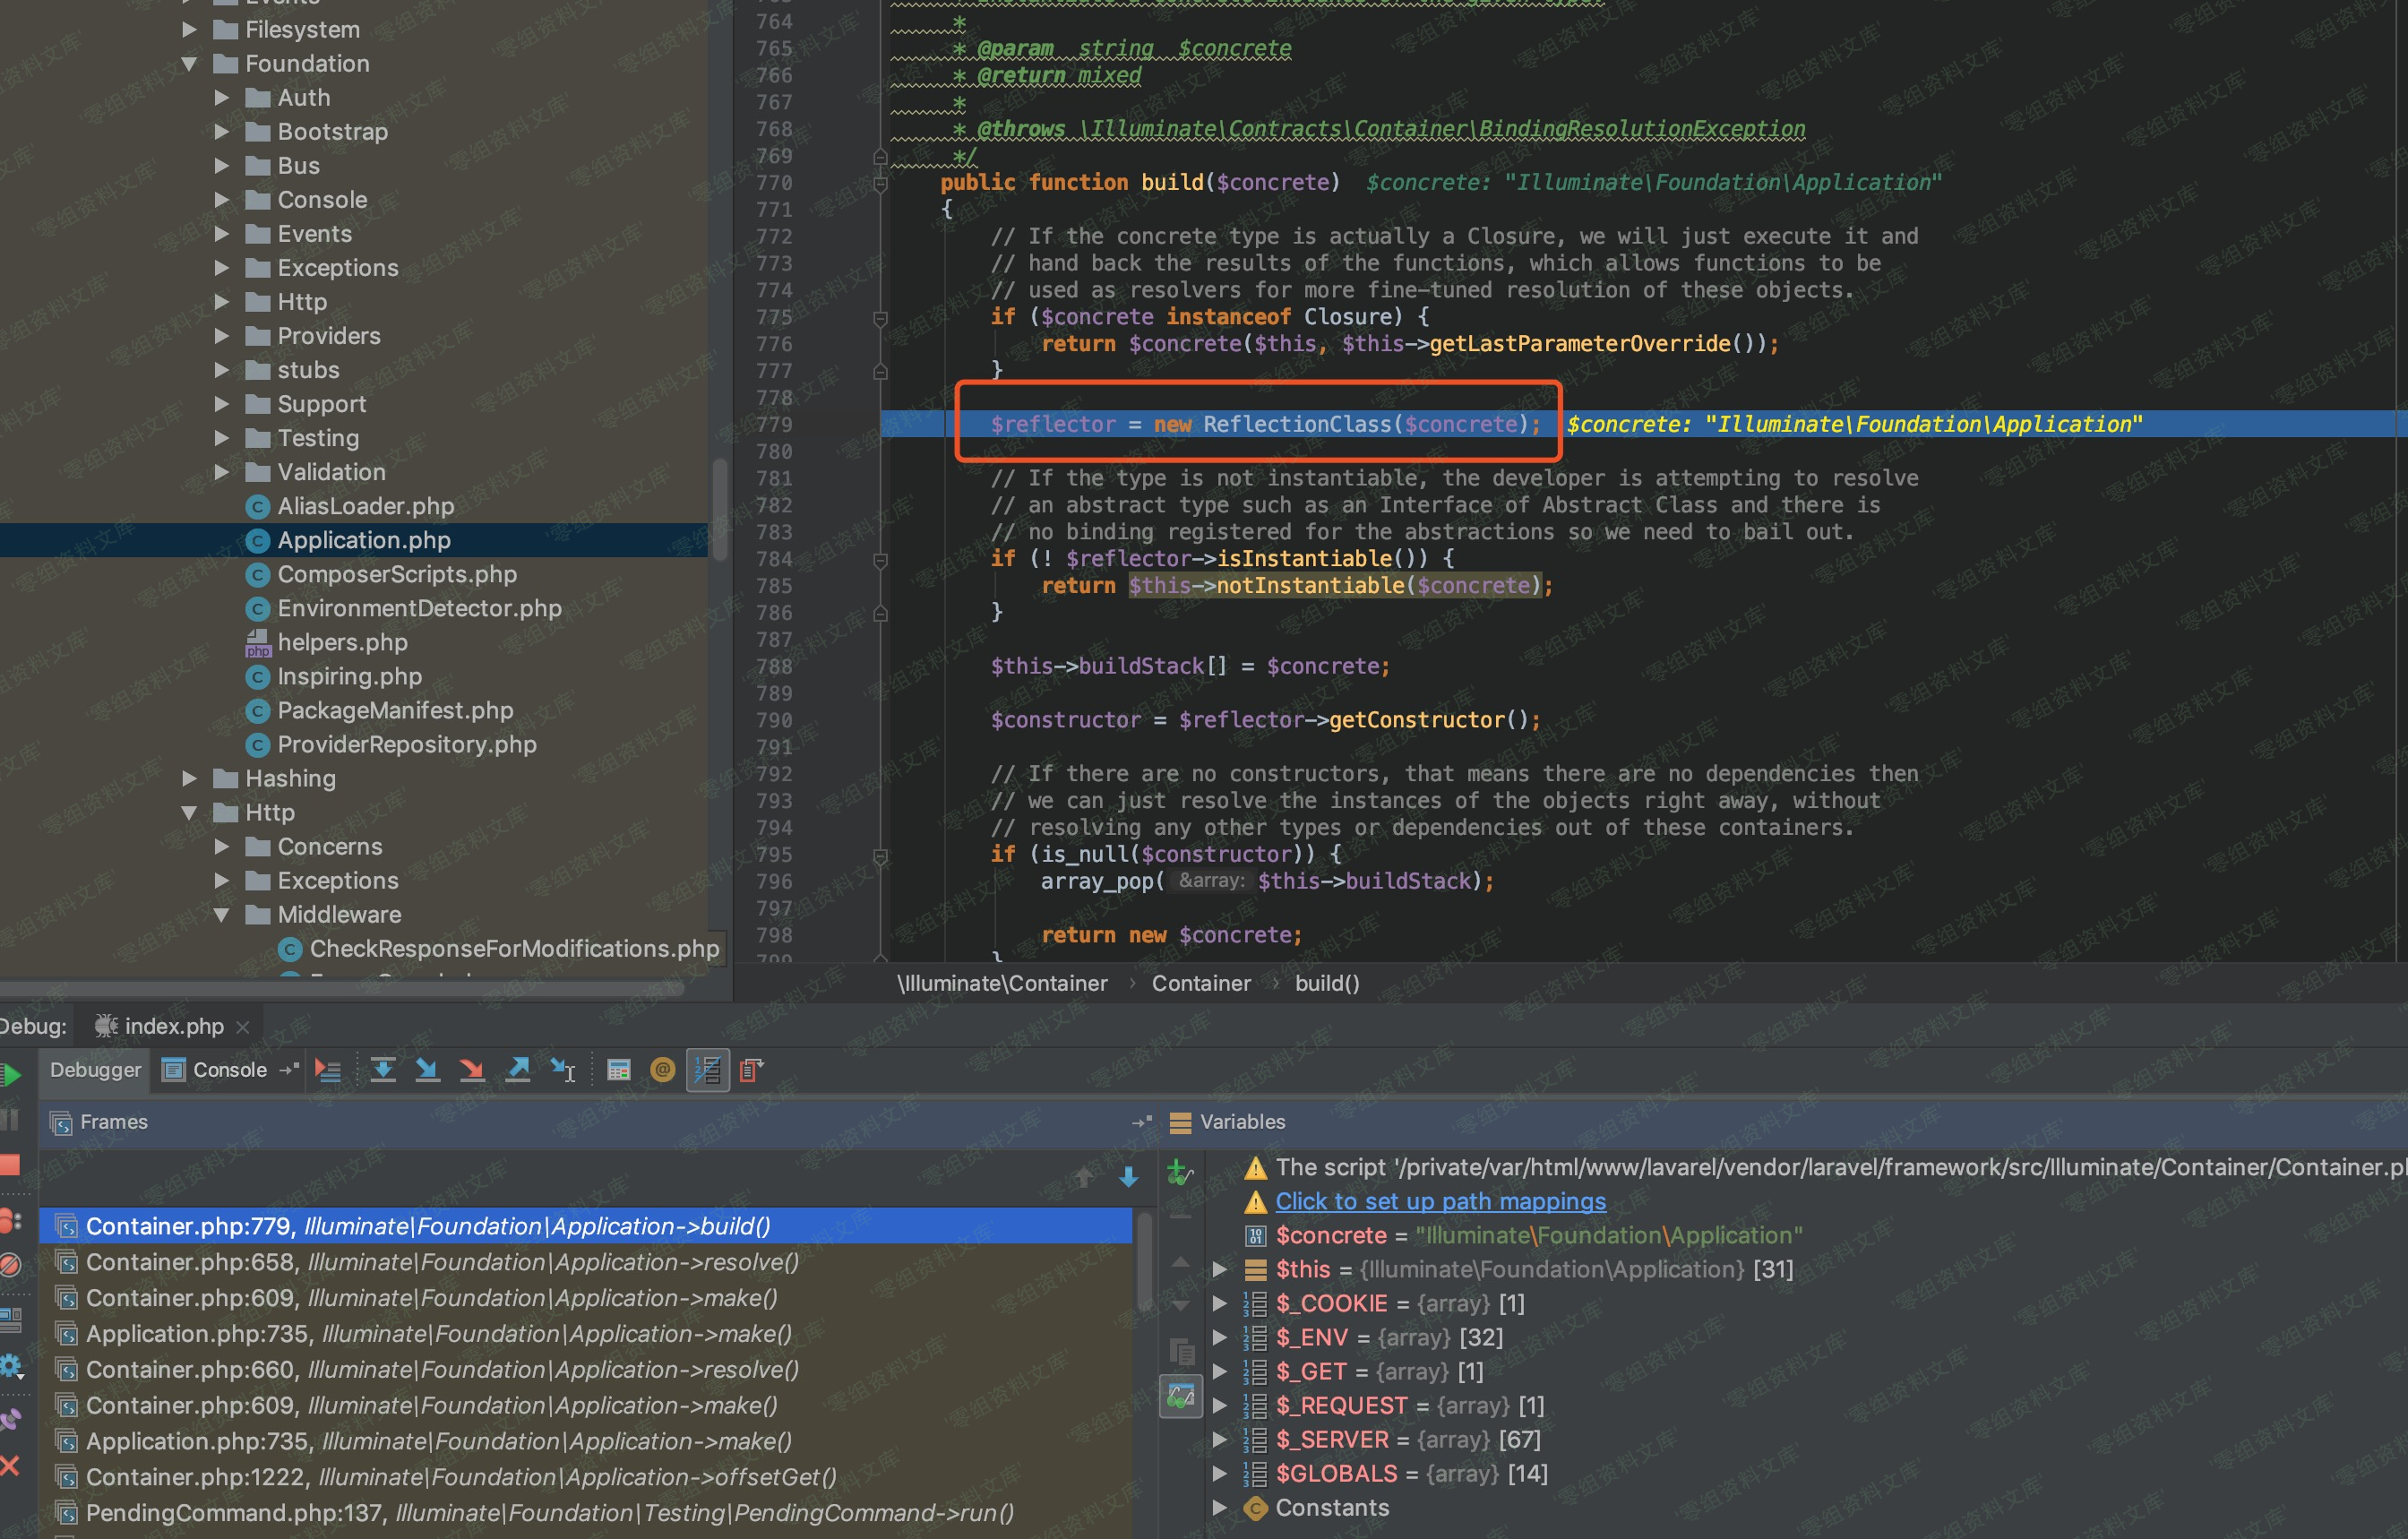 Events
Filesystem
Foundation
Auth
Bootstrap
Bus
Console
Events
Exceptions
Http
Providers
stubs
Support
Testing
Validation
AliasLoader.php
Application.php
ComposerScripts.php
EnvironmentDetector.php
helpers.php
Inspiring.php
PackageManifest.php
ProviderRepository.php
Hashing
Http
Concerns
Exceptions
Middleware
CheckResponseForModifications.php
764 *
765 * @param  string  $concrete
766 * @return mixed
767 *
768 * @throws \Illuminate\Contracts\Container\BindingResolutionException
769 */
770 public function build($concrete)  $concrete: "Illuminate\Foundation\Application"
771 {
772 // If the concrete type is actually a Closure, we will just execute it and
773 // hand back the results of the functions, which allows functions to be
774 // used as resolvers for more fine-tuned resolution of these objects.
775 if ($concrete instanceof Closure) {
776 return $concrete($this, $this->getLastParameterOverride());
777 }
778
779 $reflector = new ReflectionClass($concrete);  $concrete: "Illuminate\Foundation\Application"
780
781 // If the type is not instantiable, the developer is attempting to resolve
782 // an abstract type such as an Interface of Abstract Class and there is
783 // no binding registered for the abstractions so we need to bail out.
784 if (! $reflector->isInstantiable()) {
785 return $this->notInstantiable($concrete);
786 }
787
788 $this->buildStack[] = $concrete;
789
790 $constructor = $reflector->getConstructor();
791
792 // If there are no constructors, that means there are no dependencies then
793 // we can just resolve the instances of the objects right away, without
794 // resolving any other types or dependencies out of these containers.
795 if (is_null($constructor)) {
796 array_pop( &array: $this->buildStack);
797
798 return new $concrete;
799 }
\Illuminate\Container › Container › build()
Debug: index.php
Debugger Console
Frames
Container.php:779, Illuminate\Foundation\Application->build()
Container.php:658, Illuminate\Foundation\Application->resolve()
Container.php:609, Illuminate\Foundation\Application->make()
Application.php:735, Illuminate\Foundation\Application->make()
Container.php:660, Illuminate\Foundation\Application->resolve()
Container.php:609, Illuminate\Foundation\Application->make()
Application.php:735, Illuminate\Foundation\Application->make()
Container.php:1222, Illuminate\Foundation\Application->offsetGet()
PendingCommand.php:137, Illuminate\Foundation\Testing\PendingCommand->run()
Variables
The script '/private/var/html/www/lavarel/vendor/laravel/framework/src/Illuminate/Container/Container.p
Click to set up path mappings
$concrete = "Illuminate\Foundation\Application"
$this = {Illuminate\Foundation\Application} [31]
$_COOKIE = {array} [1]
$_ENV = {array} [32]
$_GET = {array} [1]
$_REQUEST = {array} [1]
$_SERVER = {array} [67]
$GLOBALS = {array} [14]
Constants
零组资料文库